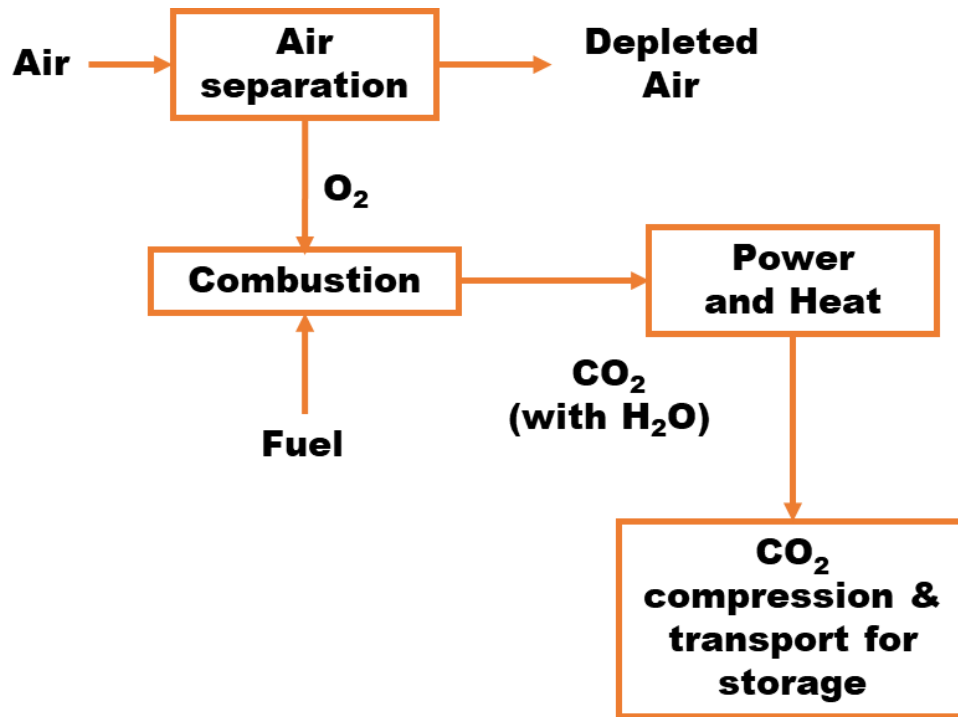 Air
Air
separation
Depleted
Air
O₂
Combustion
Power
and Heat
CO₂
(with H₂O)
Fuel
CO₂
compression &
transport for
storage